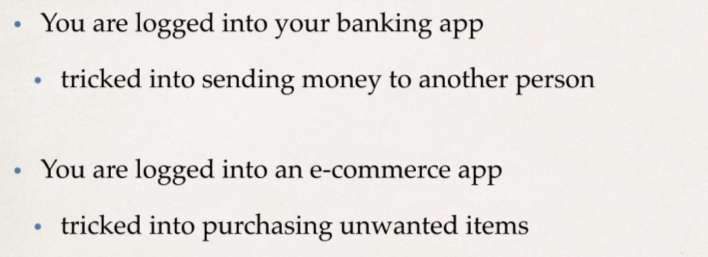 • You are logged into your banking app
• tricked into sending money to another person
• You are logged into an e-commerce app
• tricked into purchasing unwanted items